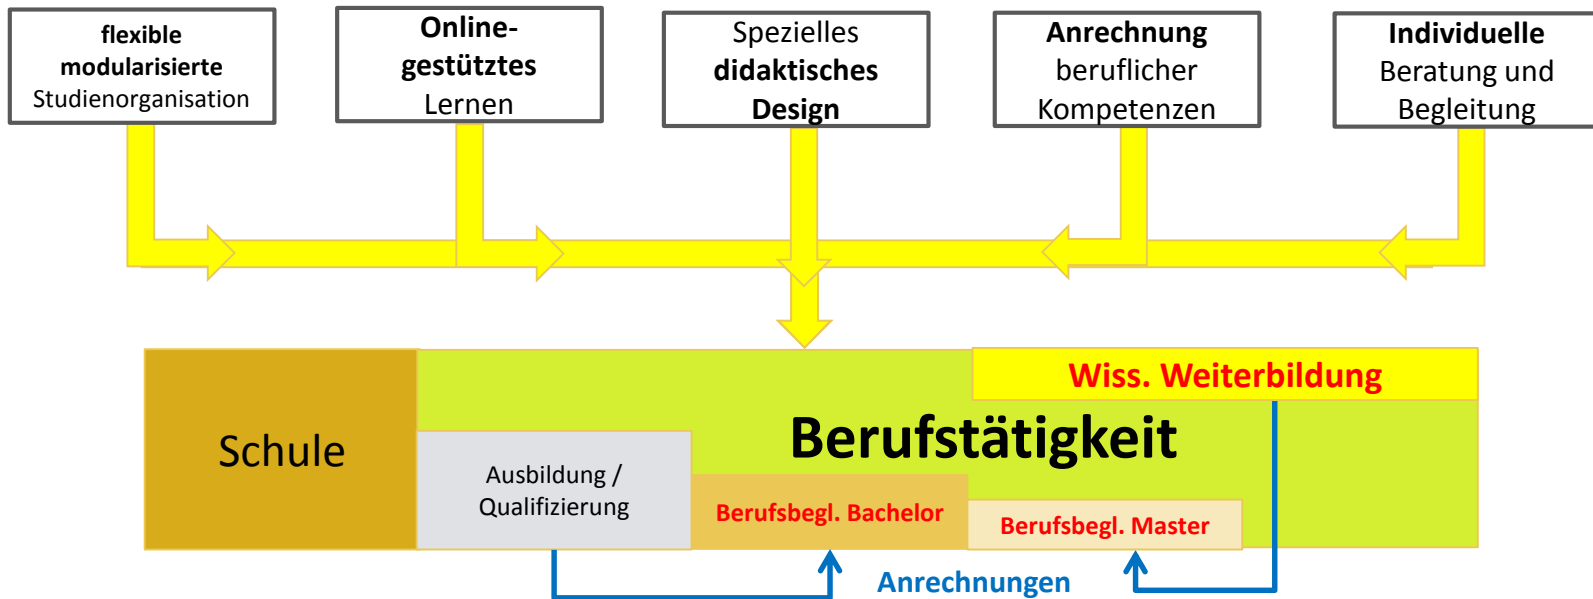 flexible
modularisierte
Studienorganisation
Online-
gestütztes
Lernen
Spezielles
didaktisches
Design
Anrechnung
beruflicher
Kompetenzen
Individuelle
Beratung und
Begleitung
Wiss. Weiterbildung
Schule
Berufstätigkeit
Ausbildung /
Qualifizierung
Berufsbegl. Bachelor
Berufsbegl. Master
Anrechnungen